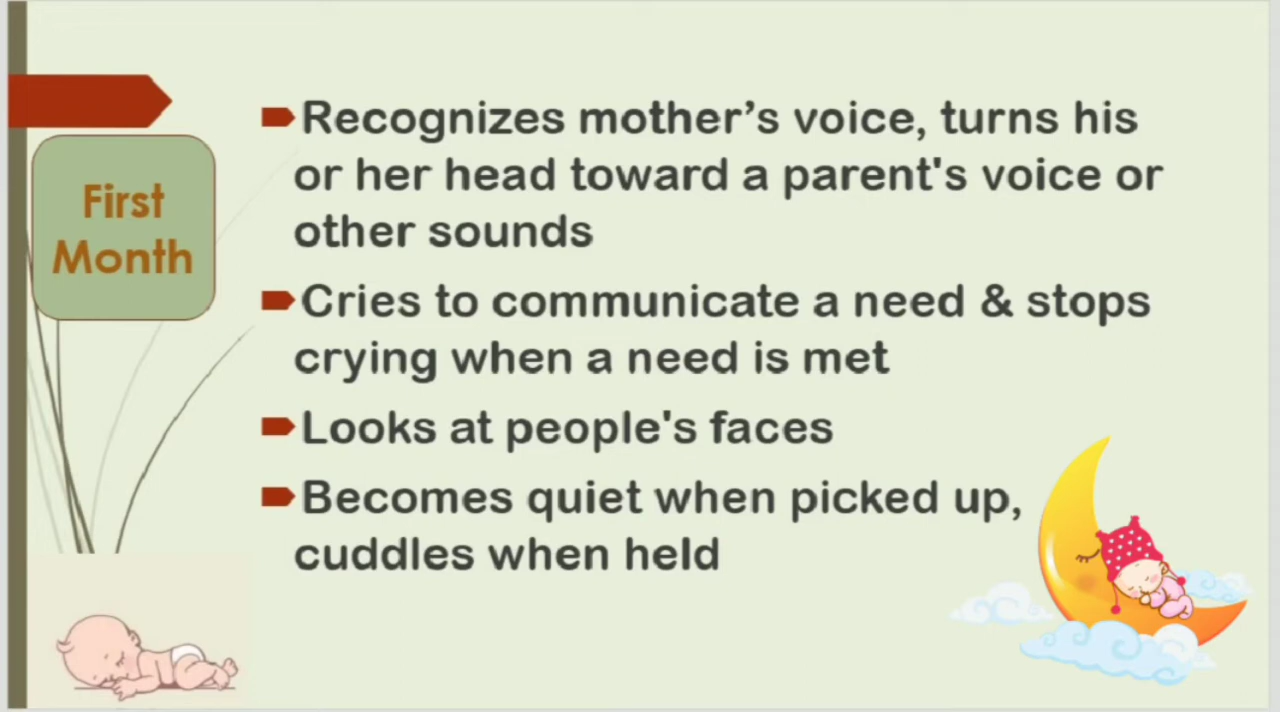 First
Month
Recognizes mother’s voice, turns his
or her head toward a parent's voice or
other sounds
Cries to communicate a need & stops
crying when a need is met
Looks at people's faces
Becomes quiet when picked up,
cuddles when held